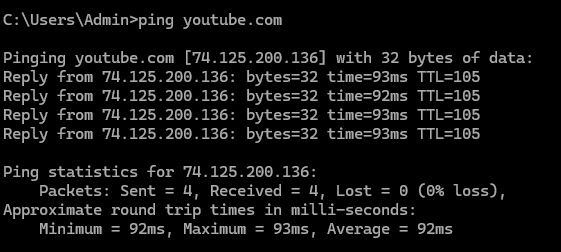 C:\Users\Admin>ping youtube.com
Pinging youtube.com [74.125.200.136] with 32 bytes of data:
Reply from 74.125.200.136: bytes=32 time=93ms TTL=105
Reply from 74.125.200.136: bytes=32 time=92ms TTL=105
Reply from 74.125.200.136: bytes=32 time=93ms TTL=105
Reply from 74.125.200.136: bytes=32 time=93ms TTL=105
Ping statistics for 74.125.200.136:
    Packets: Sent = 4, Received = 4, Lost = 0 (0% loss),
Approximate round trip times in milli-seconds:
    Minimum = 92ms, Maximum = 93ms, Average = 92ms